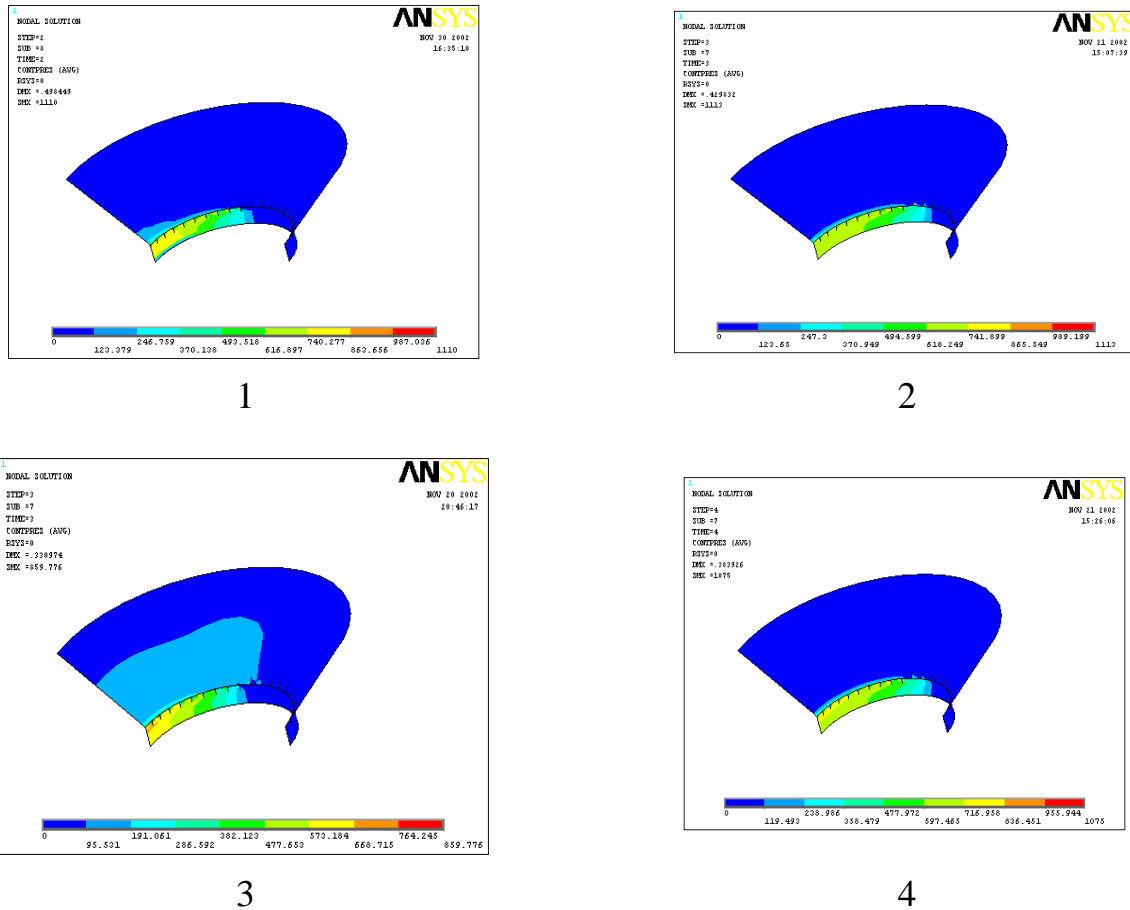 1
NODAL SOLUTION
STEP=2
SUB =8
TIME=2
CONTPRES (AVG)
RSYS=0
DMX =.498449
SMX =1110
ANSYS
NOV 30 2002
16:35:10
0
123.379
246.759
370.138
493.518
616.897
740.277
863.656
987.036
1110
1
1
NODAL SOLUTION
STEP=3
SUB =7
TIME=3
CONTPRES (AVG)
RSYS=0
DMX =.429832
SMX =1113
ANSYS
NOV 21 2002
15:07:39
0
123.65
247.3
370.949
494.599
618.249
741.899
865.549
989.199
1113
2
1
NODAL SOLUTION
STEP=3
SUB =7
TIME=3
CONTPRES (AVG)
RSYS=0
DMX =.330974
SMX =859.776
ANSYS
NOV 20 2002
20:46:17
0
95.531
191.061
286.592
382.123
477.653
573.184
668.715
764.245
859.776
3
1
NODAL SOLUTION
STEP=4
SUB =7
TIME=4
CONTPRES (AVG)
RSYS=0
DMX =.383926
SMX =1075
ANSYS
NOV 21 2002
15:26:06
0
119.493
238.986
358.479
477.972
597.465
716.958
836.451
955.944
1075
4